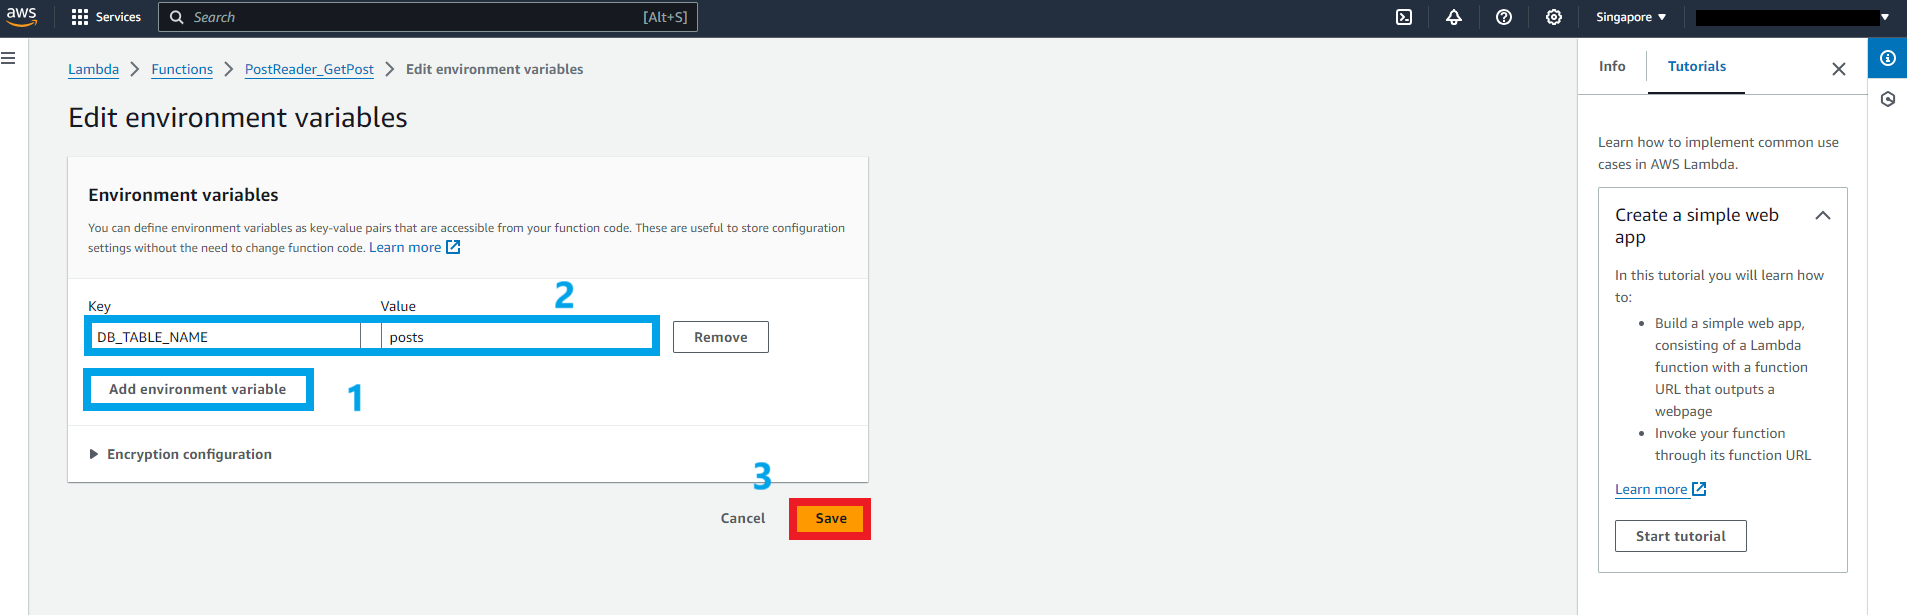 aws
Services
Search
[Alt+S]
Singapore
Lambda
Functions
PostReader_GetPost
Edit environment variables
Edit environment variables
Environment variables
You can define environment variables as key-value pairs that are accessible from your function code. These are useful to store configuration
settings without the need to change function code. Learn more
2
Key
Value
DB_TABLE_NAME
posts
Remove
Add environment variable
1
Encryption configuration
3
Cancel
Save
Info
Tutorials
Learn how to implement common use
cases in AWS Lambda.
Create a simple web
app
In this tutorial you will learn how
to:
• Build a simple web app,
consisting of a Lambda
function with a function
URL that outputs a
webpage
• Invoke your function
through its function URL
Learn more
Start tutorial